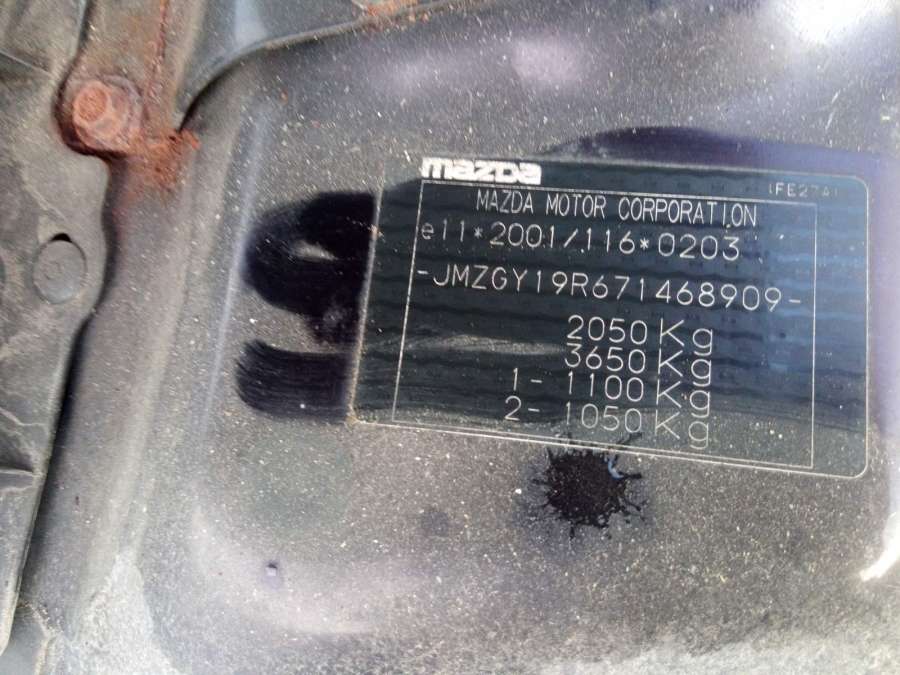 mazda
1FE27A1
MAZDA MOTOR CORPORATION
e11*2001/116*0203
-JMZGY19R671468909-
2050 Kg
3650 Kg
1- 1100 Kg
2- 1050 Kg